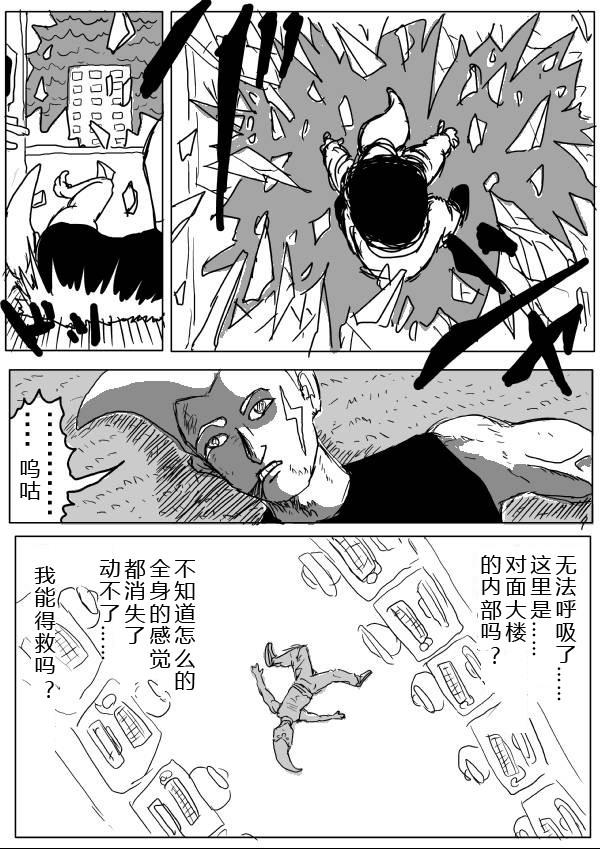 …………
……呜咕
无法呼吸了……
这里是……
对面大楼
的内部吗？
不知道怎么的
全身的感觉
都消失了
动不了……
我能得救吗？